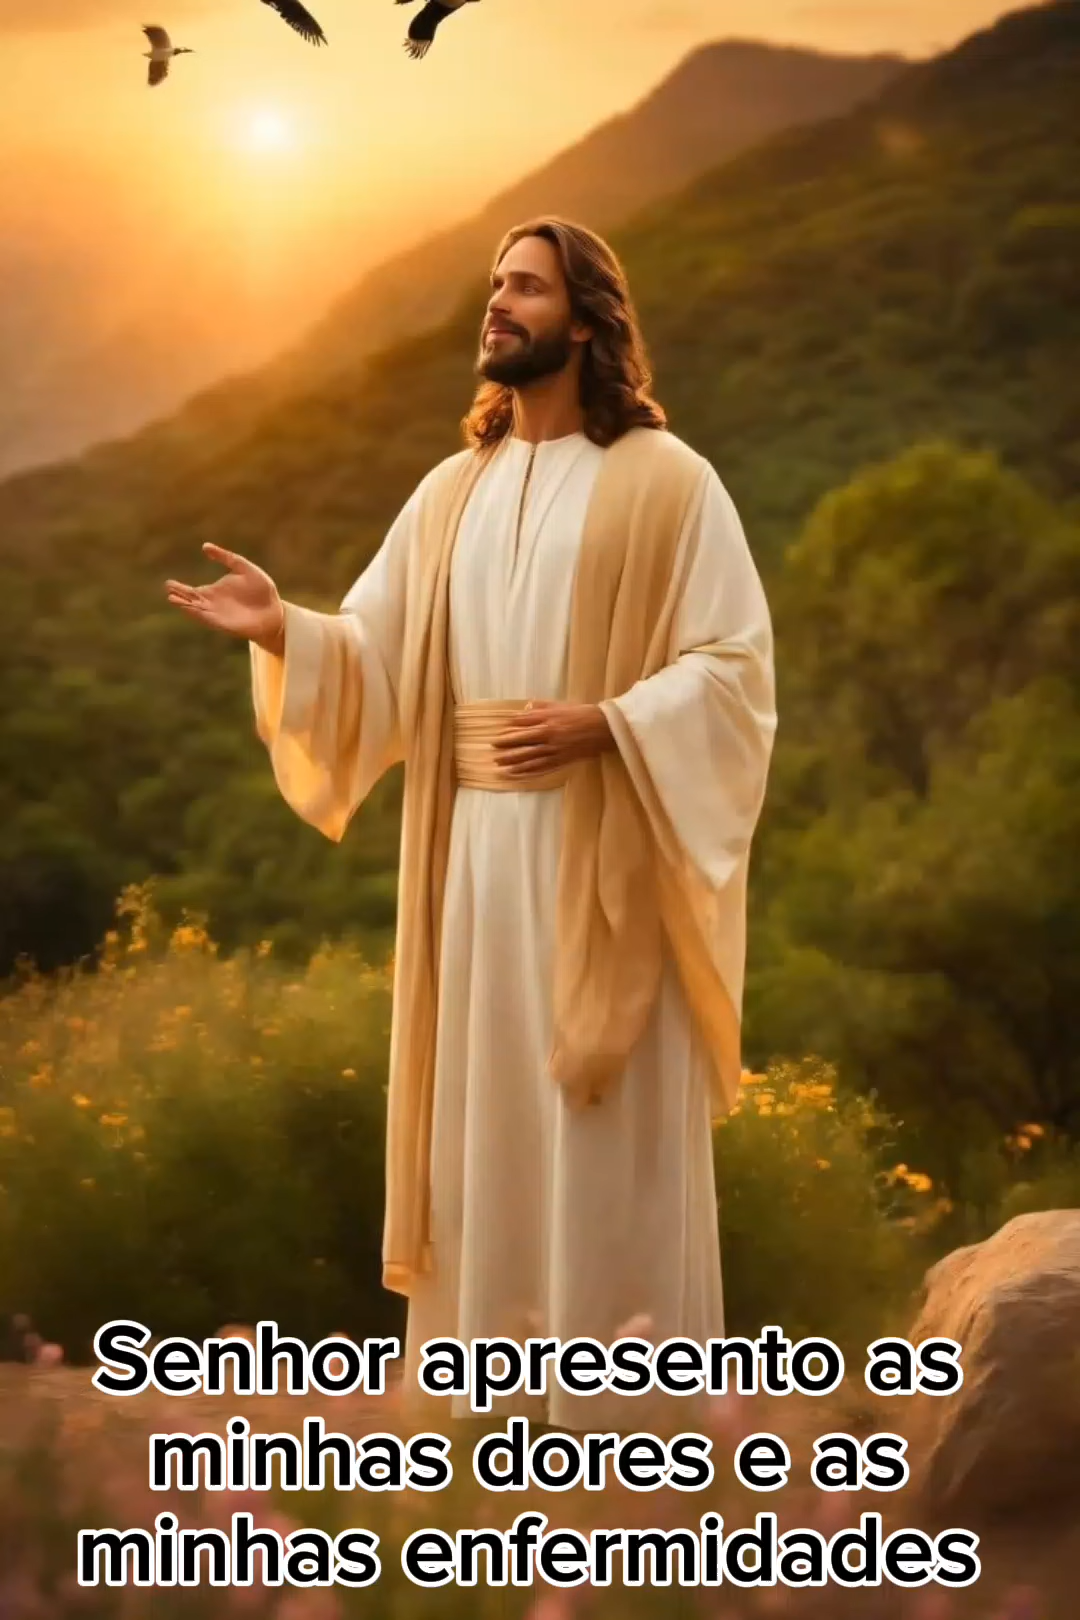 Senhor apresento as
minhas dores e as
minhas enfermidades